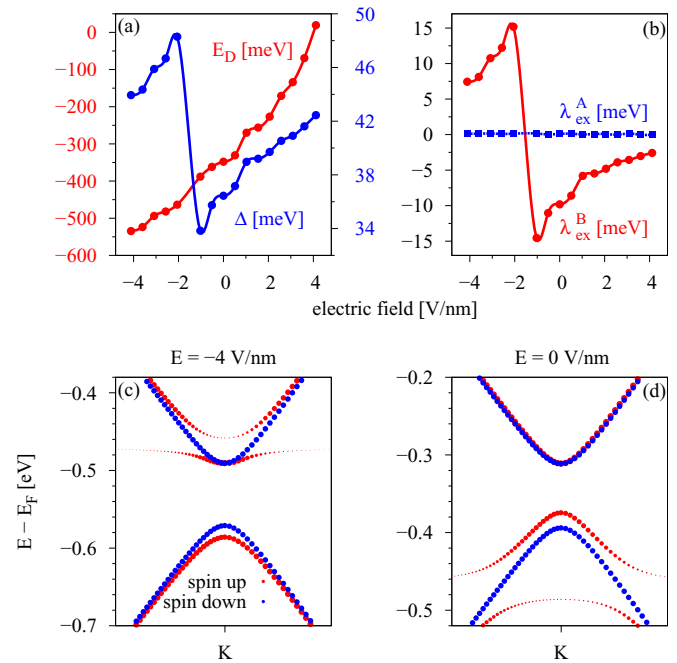 (a)
E_D [meV]
Δ [meV]
0
−100
−200
−300
−400
−500
−600
50
46
42
38
34
−4 −2 0 2 4
(b)
λ_ex^A [meV]
λ_ex^B [meV]
15
10
5
0
−5
−10
−15
−4 −2 0 2 4
electric field [V/nm]
E = −4 V/nm
(c)
−0.4
−0.5
−0.6
−0.7
E − E_F [eV]
spin up
spin down
K
E = 0 V/nm
(d)
−0.2
−0.3
−0.4
−0.5
K